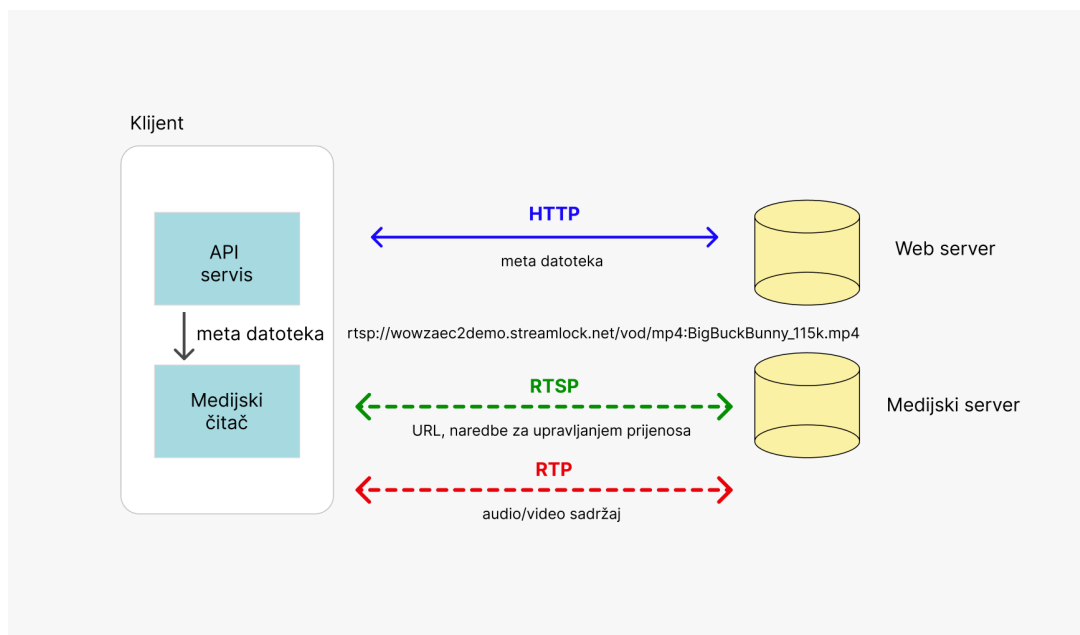 Klijent
API
servis
meta datoteka
Medijski
čitač
HTTP
meta datoteka
Web server
rtsp://wowzaec2demo.streamlock.net/vod/mp4:BigBuckBunny_115k.mp4
RTSP
URL, naredbe za upravljanjem prijenosa
Medijski server
RTP
audio/video sadržaj